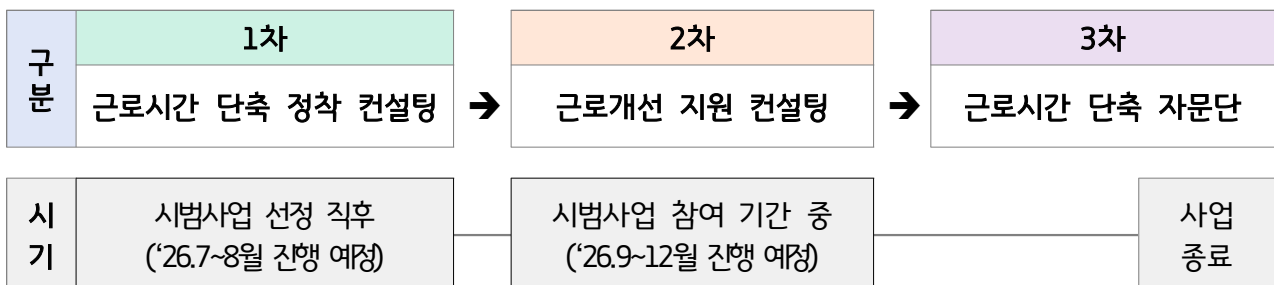 구분
1차
2차
3차
근로시간 단축 정착 컨설팅 ➔ 근로개선 지원 컨설팅 ➔ 근로시간 단축 자문단
시기
시범사업 선정 직후
(‘26.7~8월 진행 예정)
시범사업 참여 기간 중
(‘26.9~12월 진행 예정)
사업
종료